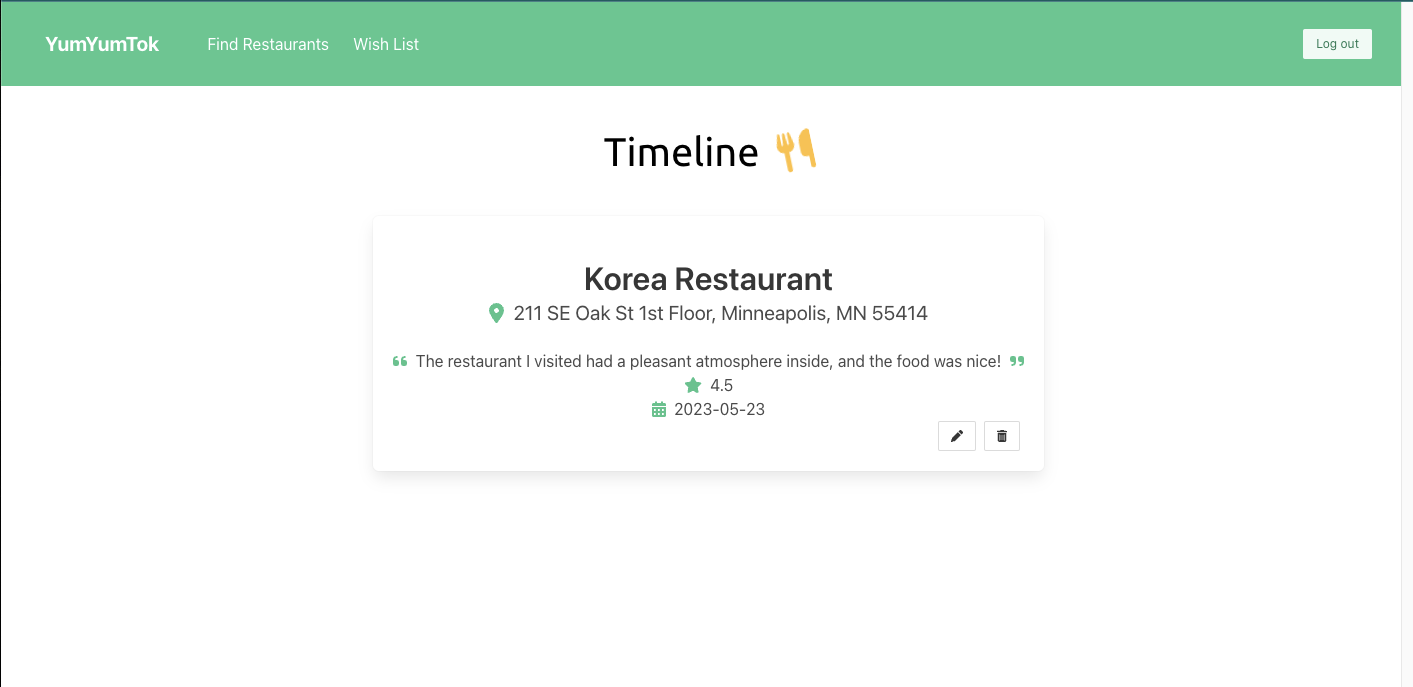 YumYumTok
Find Restaurants
Wish List
Log out
Timeline
Korea Restaurant
211 SE Oak St 1st Floor, Minneapolis, MN 55414
“ The restaurant I visited had a pleasant atmosphere inside, and the food was nice! ”
4.5
2023-05-23